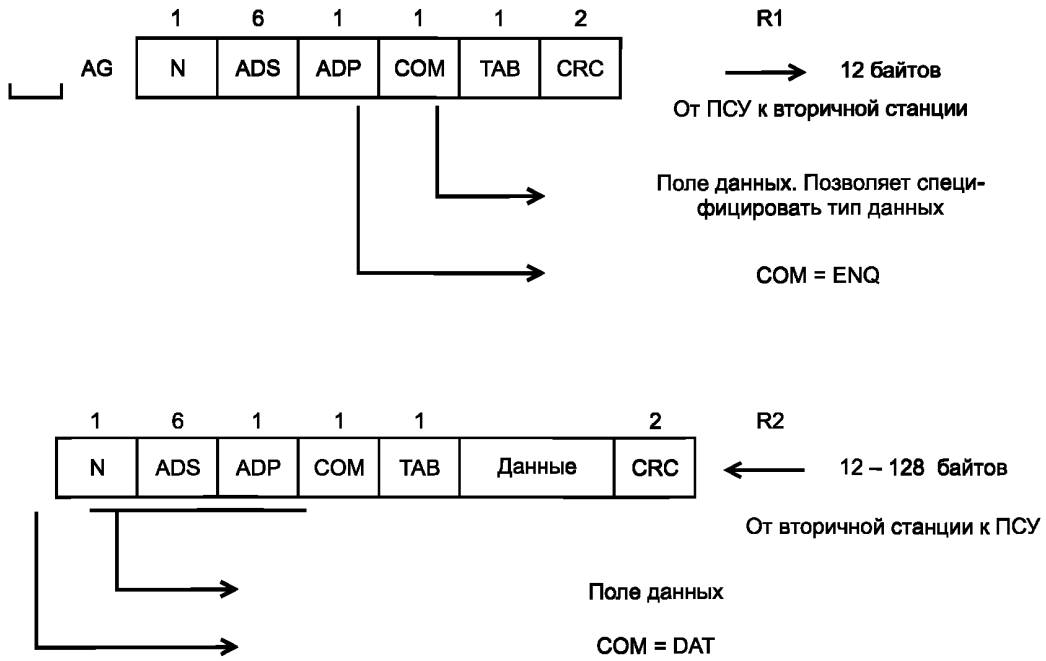 1 6 1 1 1 2 R1
AG N ADS ADP COM TAB CRC 12 байтов
От ПСУ к вторичной станции
Поле данных. Позволяет специ-
фицировать тип данных
COM = ENQ
1 6 1 1 1 2 R2
N ADS ADP COM TAB Данные CRC 12 – 128 байтов
От вторичной станции к ПСУ
Поле данных
COM = DAT